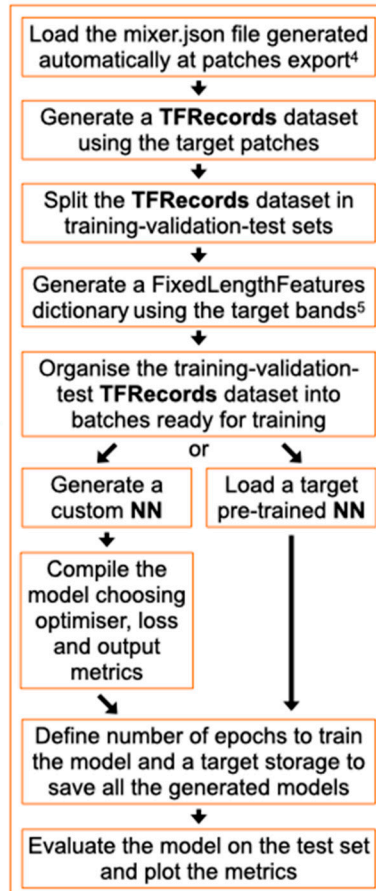 Load the mixer.json file generated
automatically at patches export⁴
Generate a TFRecords dataset
using the target patches
Split the TFRecords dataset in
training-validation-test sets
Generate a FixedLengthFeatures
dictionary using the target bands⁵
Organise the training-validation-
test TFRecords dataset into
batches ready for training
or
Generate a
custom NN
Load a target
pre-trained NN
Compile the
model choosing
optimiser, loss
and output
metrics
Define number of epochs to train
the model and a target storage to
save all the generated models
Evaluate the model on the test set
and plot the metrics